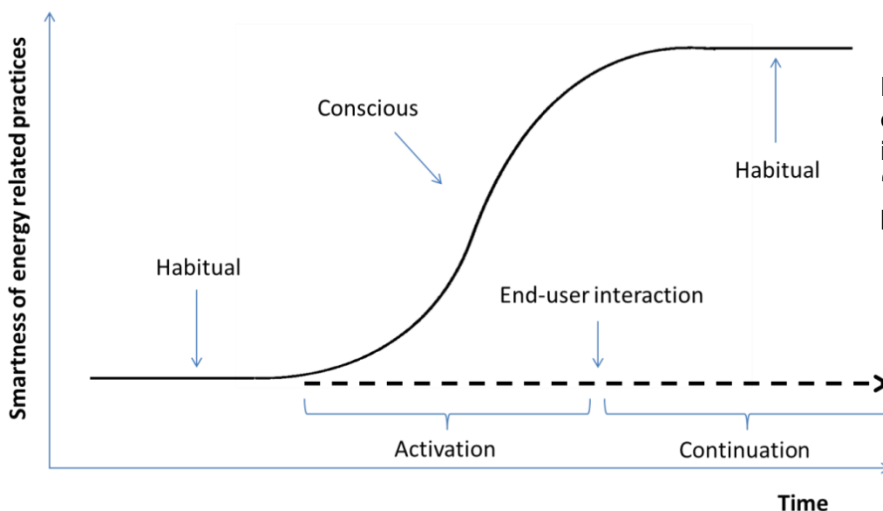 Smartness of energy related practices
Conscious
Habitual
Habitual
End-user interaction
Activation
Continuation
Time